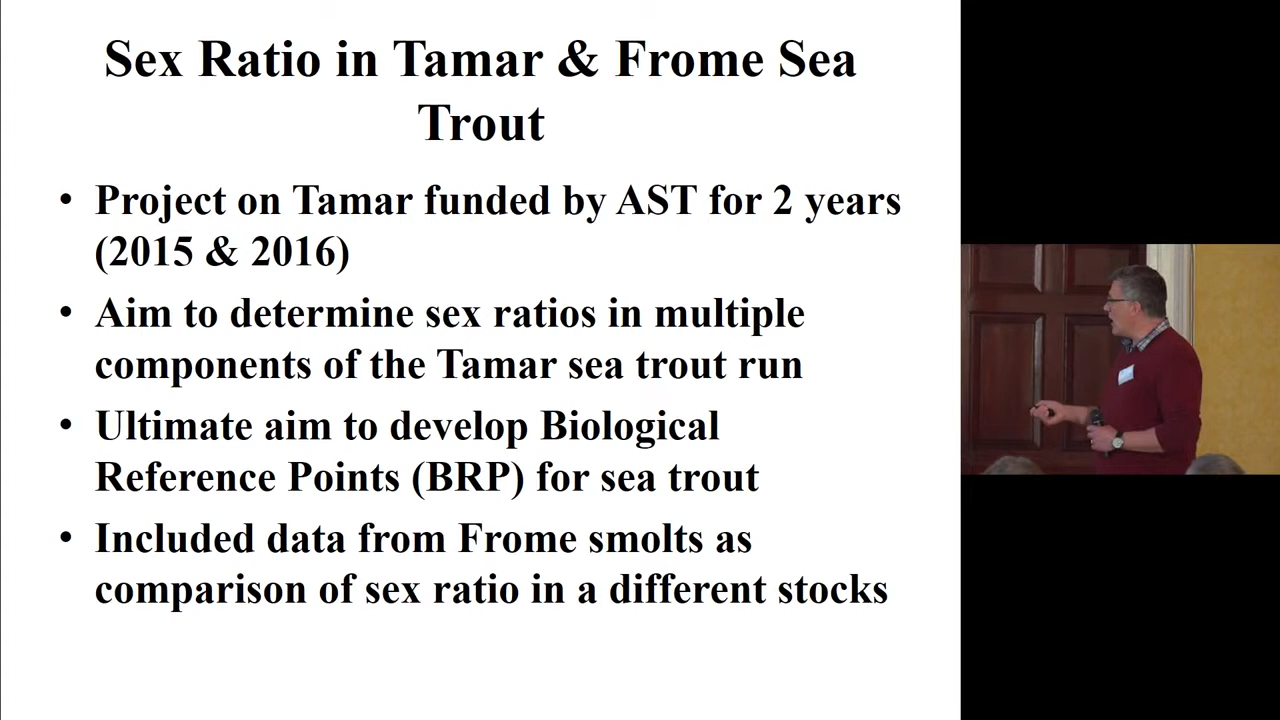 Sex Ratio in Tamar & Frome Sea
Trout
• Project on Tamar funded by AST for 2 years
(2015 & 2016)
• Aim to determine sex ratios in multiple
components of the Tamar sea trout run
• Ultimate aim to develop Biological
Reference Points (BRP) for sea trout
• Included data from Frome smolts as
comparison of sex ratio in a different stocks